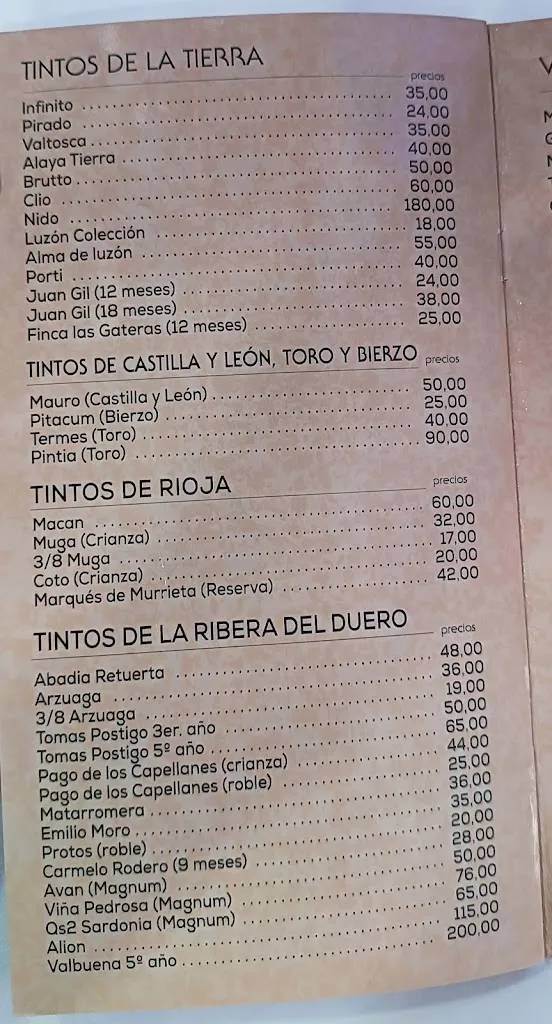 TINTOS DE LA TIERRA
precios
Infinito 35,00
Pirado 24,00
Valtosca 35,00
Alaya Tierra 40,00
Brutto 50,00
Clio 60,00
Nido 180,00
Luzón Colección 18,00
Alma de luzón 55,00
Porti 40,00
Juan Gil (12 meses) 24,00
Juan Gil (18 meses) 38,00
Finca las Gateras (12 meses) 25,00
TINTOS DE CASTILLA Y LEÓN, TORO Y BIERZO precios
Mauro (Castilla y León) 50,00
Pitacum (Bierzo) 25,00
Termes (Toro) 40,00
Pintia (Toro) 90,00
TINTOS DE RIOJA precios
Macan 60,00
Muga (Crianza) 32,00
3/8 Muga 17,00
Coto (Crianza) 20,00
Marqués de Murrieta (Reserva) 42,00
TINTOS DE LA RIBERA DEL DUERO precios
Abadia Retuerta 48,00
Arzuaga 36,00
3/8 Arzuaga 19,00
Tomas Postigo 3er. año 50,00
Tomas Postigo 5º año 65,00
Pago de los Capellanes (crianza) 44,00
Pago de los Capellanes (roble) 25,00
Matarromera 36,00
Emilio Moro 35,00
Protos (roble) 20,00
Carmelo Rodero (9 meses) 28,00
Avan (Magnum) 50,00
Viña Pedrosa (Magnum) 76,00
Qs2 Sardonia (Magnum) 65,00
Alion 115,00
Valbuena 5º año 200,00